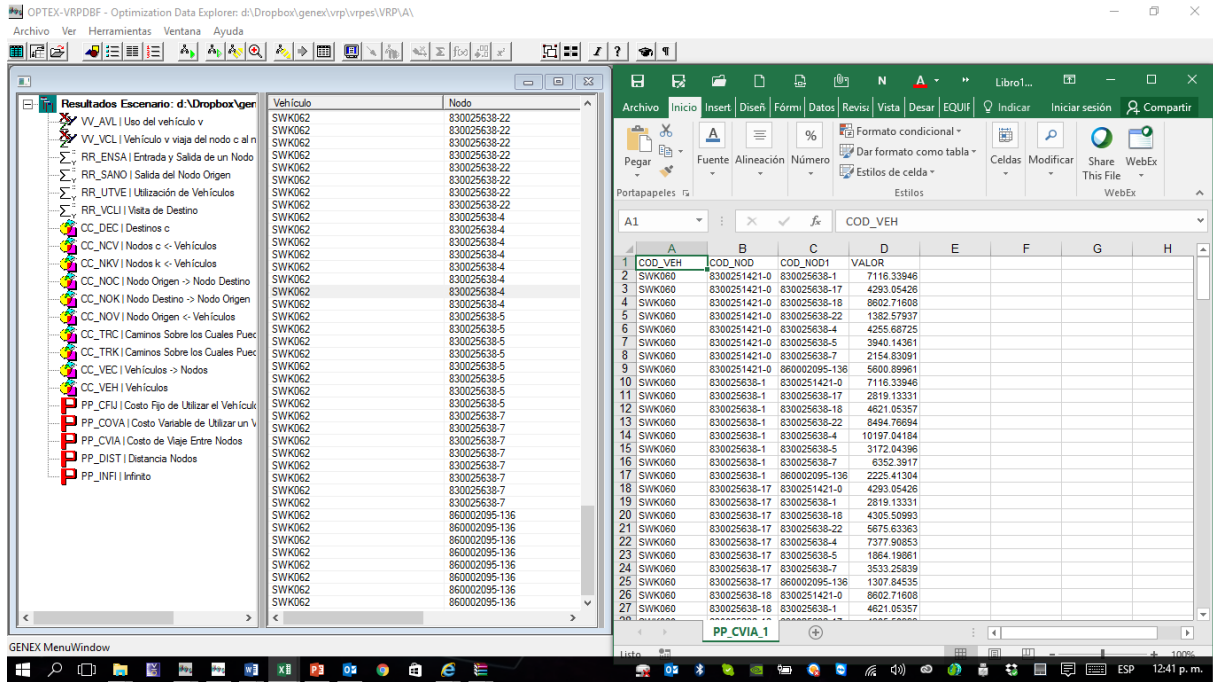 OPTEX-VRPDBF - Optimization Data Explorer: d:\Dropbox\genex\vrp\vrpes\VRP\A\
Archivo Ver Herramientas Ventana Ayuda
Resultados Escenario: d:\Dropbox\gen
VV_AVL | Uso del vehículo v
VV_VCL | Vehículo v viaja del nodo c al n
RR_ENSA | Entrada y Salida de un Nodo
RR_SANO | Salida del Nodo Origen
RR_UTVE | Utilización de Vehículos
RR_VCLI | Visita de Destino
CC_DEC | Destinos c
CC_NCV | Nodos c <- Vehículos
CC_NKV | Nodos k <- Vehículos
CC_NOC | Nodo Origen -> Nodo Destino
CC_NOK | Nodo Destino -> Nodo Origen
CC_NOV | Nodo Origen <- Vehículos
CC_TRC | Caminos Sobre los Cuales Pued
CC_TRK | Caminos Sobre los Cuales Pued
CC_VEC | Vehículos -> Nodos
CC_VEH | Vehículos
PP_CFIJ | Costo Fijo de Utilizar el Vehículo
PP_COVA | Costo Variable de Utilizar un V
PP_CVIA | Costo de Viaje Entre Nodos
PP_DIST | Distancia Nodos
PP_INFI | Infinito
Vehículo Nodo
SWK062 830025638-22
SWK062 830025638-22
SWK062 830025638-22
SWK062 830025638-22
SWK062 830025638-22
SWK062 830025638-22
SWK062 830025638-22
SWK062 830025638-22
SWK062 830025638-4
SWK062 830025638-4
SWK062 830025638-4
SWK062 830025638-4
SWK062 830025638-4
SWK062 830025638-4
SWK062 830025638-4
SWK062 830025638-4
SWK062 830025638-5
SWK062 830025638-5
SWK062 830025638-5
SWK062 830025638-5
SWK062 830025638-5
SWK062 830025638-5
SWK062 830025638-5
SWK062 830025638-5
SWK062 830025638-7
SWK062 830025638-7
SWK062 830025638-7
SWK062 830025638-7
SWK062 830025638-7
SWK062 830025638-7
SWK062 830025638-7
SWK062 830025638-7
SWK062 860002095-136
SWK062 860002095-136
SWK062 860002095-136
SWK062 860002095-136
SWK062 860002095-136
SWK062 860002095-136
SWK062 860002095-136
SWK062 860002095-136
GENEX MenuWindow
Libro1...
Archivo Inicio Insert Diseñ Fórmı Datos Revisı Vista Desar EQUIF Indicar Iniciar sesión Compartir
Pegar Fuente Alineación Número
Formato condicional
Dar formato como tabla
Estilos de celda
Celdas Modificar Share This File WebEx
Portapapeles Estilos WebEx
A1 fx COD_VEH
A B C D E F G H
1 COD_VEH COD_NOD COD_NOD1 VALOR
2 SWK060 8300251421-0 830025638-1 7116.33946
3 SWK060 8300251421-0 830025638-17 4293.05426
4 SWK060 8300251421-0 830025638-18 8602.71608
5 SWK060 8300251421-0 830025638-22 1382.57937
6 SWK060 8300251421-0 830025638-4 4255.68725
7 SWK060 8300251421-0 830025638-5 3940.14361
8 SWK060 8300251421-0 830025638-7 2154.83091
9 SWK060 8300251421-0 860002095-136 5600.89961
10 SWK060 830025638-1 8300251421-0 7116.33946
11 SWK060 830025638-1 830025638-17 2819.13331
12 SWK060 830025638-1 830025638-18 4621.05357
13 SWK060 830025638-1 830025638-22 8494.76694
14 SWK060 830025638-1 830025638-4 10197.04184
15 SWK060 830025638-1 830025638-5 3172.04396
16 SWK060 830025638-1 830025638-7 6352.3917
17 SWK060 830025638-1 860002095-136 2225.41304
18 SWK060 830025638-17 8300251421-0 4293.05426
19 SWK060 830025638-17 830025638-1 2819.13331
20 SWK060 830025638-17 830025638-18 4305.50993
21 SWK060 830025638-17 830025638-22 5675.63363
22 SWK060 830025638-17 830025638-4 7377.90853
23 SWK060 830025638-17 830025638-5 1864.19861
24 SWK060 830025638-17 830025638-7 3533.25839
25 SWK060 830025638-17 860002095-136 1307.84535
26 SWK060 830025638-18 8300251421-0 8602.71608
27 SWK060 830025638-18 830025638-1 4621.05357
PP_CVIA_1
Listo 100%
ESP 12:41 p. m.